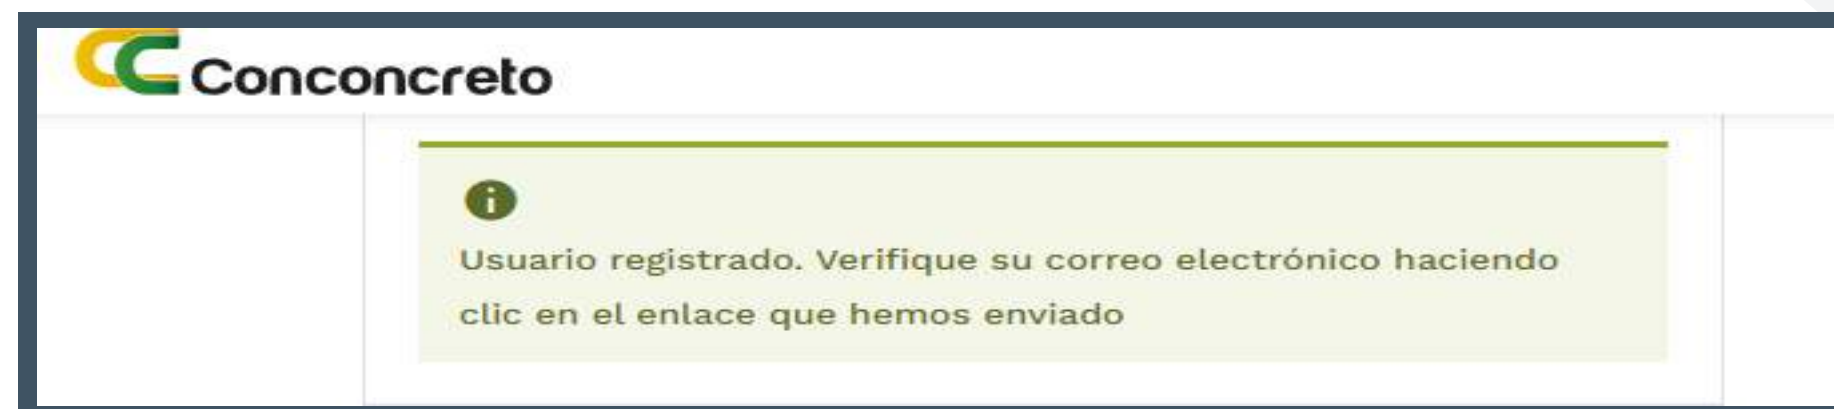 Conconcreto
Usuario registrado. Verifique su correo electrónico haciendo
clic en el enlace que hemos enviado